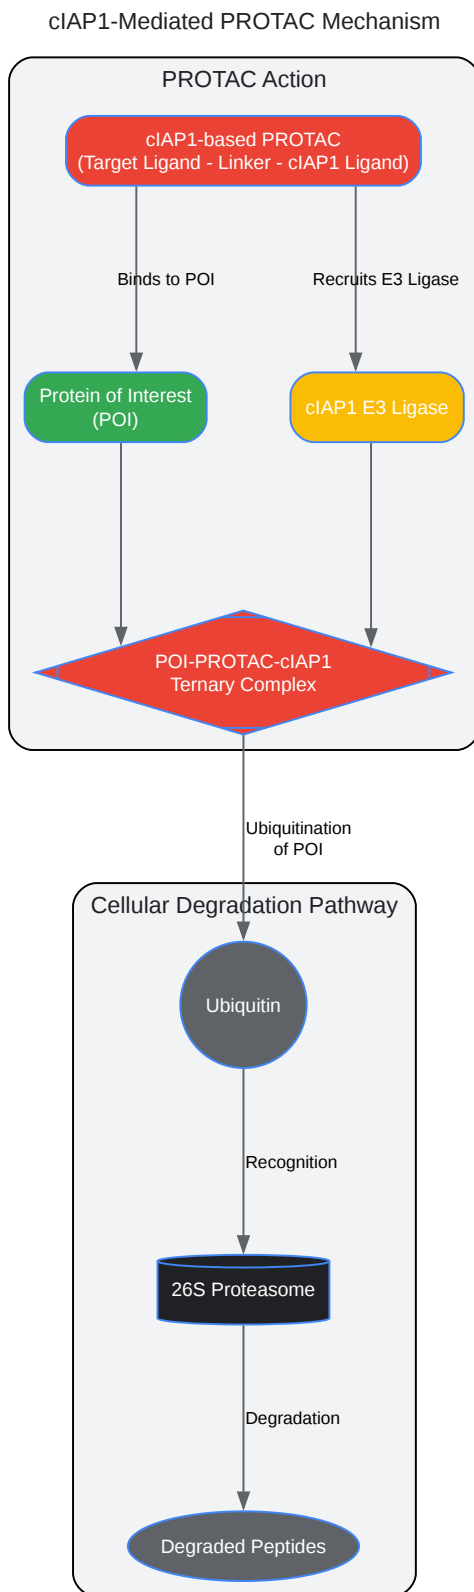 cIAP1-Mediated PROTAC Mechanism
PROTAC Action
cIAP1-based PROTAC
(Target Ligand - Linker - cIAP1 Ligand)
Binds to POI
Recruits E3 Ligase
Protein of Interest
(POI)
cIAP1 E3 Ligase
POI-PROTAC-cIAP1
Ternary Complex
Ubiquitination
of POI
Cellular Degradation Pathway
Ubiquitin
Recognition
26S Proteasome
Degradation
Degraded Peptides